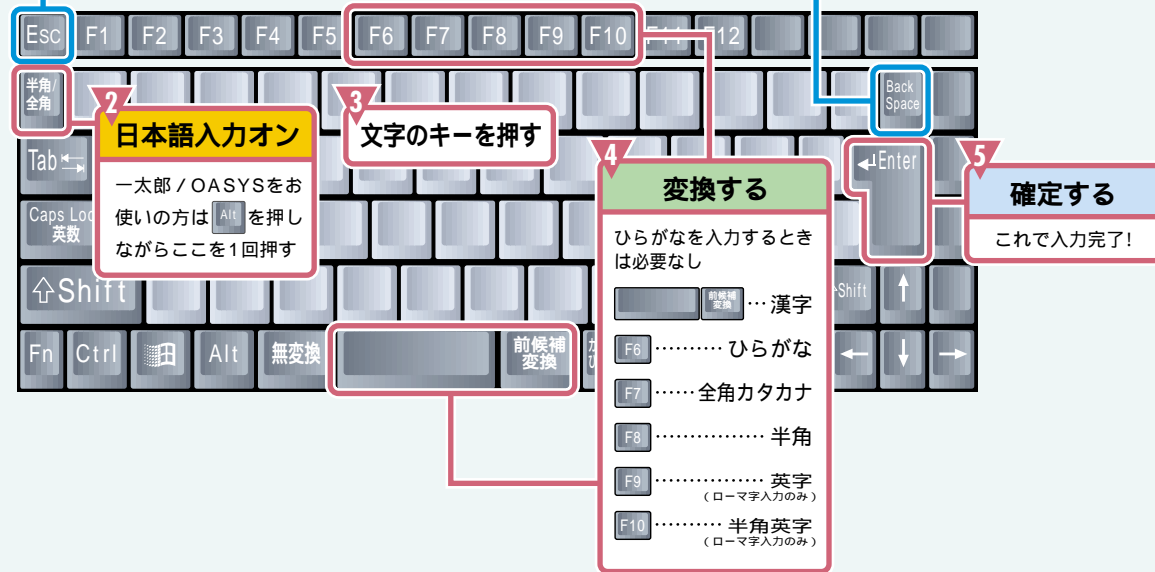 Esc F1 F2 F3 F4 F5 F6 F7 F8 F9 F10 F11 F12
半角/
全角
Back
Space
2
日本語入力オン
一太郎/OASYSをお
使いの方は Alt を押し
ながらここを1回押す
3
文字のキーを押す
4
変換する
ひらがなを入力するとき
は必要なし
前候補
変換
…漢字
F6 ………… ひらがな
F7 ……全角カタカナ
F8 …………… 半角
F9 …………… 英字
(ローマ字入力のみ)
F10 ………… 半角英字
(ローマ字入力のみ)
5
確定する
これで入力完了!
Tab
Enter
Caps Loc
英数
Shift
Shift
Fn Ctrl Alt 無変換
前候補
変換